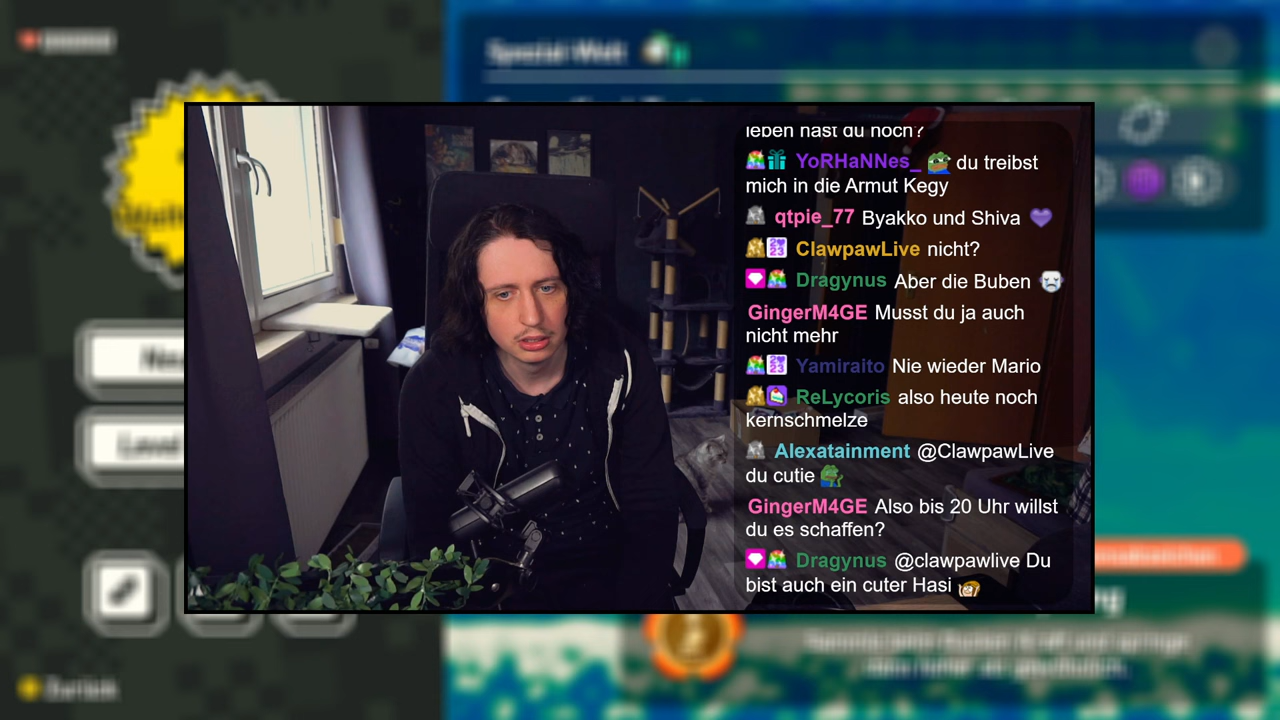 Spezial-Welt
leben hast du noch?
YoRHaNNes_ du treibst
mich in die Armut Kegy
qtpie_77 Byakko und Shiva
ClawpawLive nicht?
Dragynus Aber die Buben
GingerM4GE Musst du ja auch
nicht mehr
Yamiraito Nie wieder Mario
ReLycoris also heute noch
kernschmelze
Alexatainment @ClawpawLive
du cutie
GingerM4GE Also bis 20 Uhr willst
du es schaffen?
Dragynus @clawpawlive Du
bist auch ein cuter Hasi
Zurück